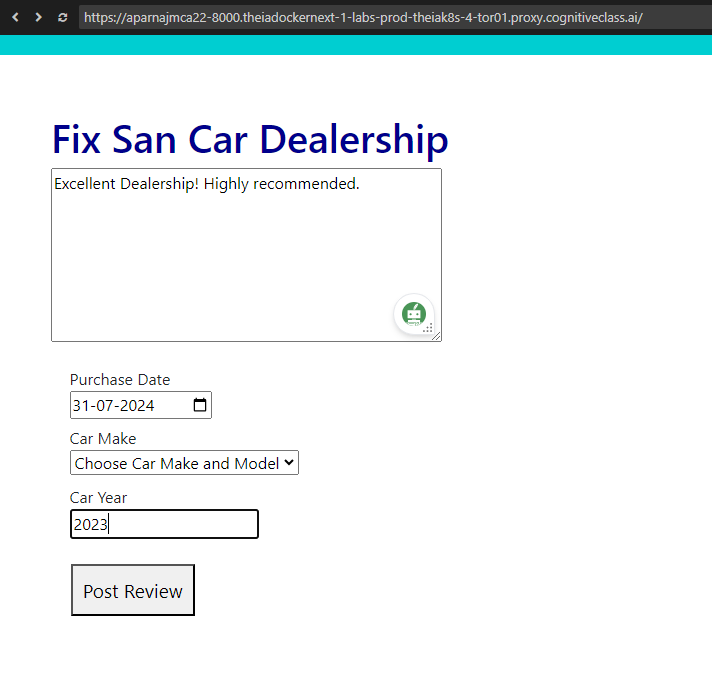 https://aparnajmca22-8000.theiadockernext-1-labs-prod-theiak8s-4-tor01.proxy.cognitiveclass.ai/
Fix San Car Dealership
Excellent Dealership! Highly recommended.
Purchase Date
31-07-2024
Car Make
Choose Car Make and Model
Car Year
2023
Post Review